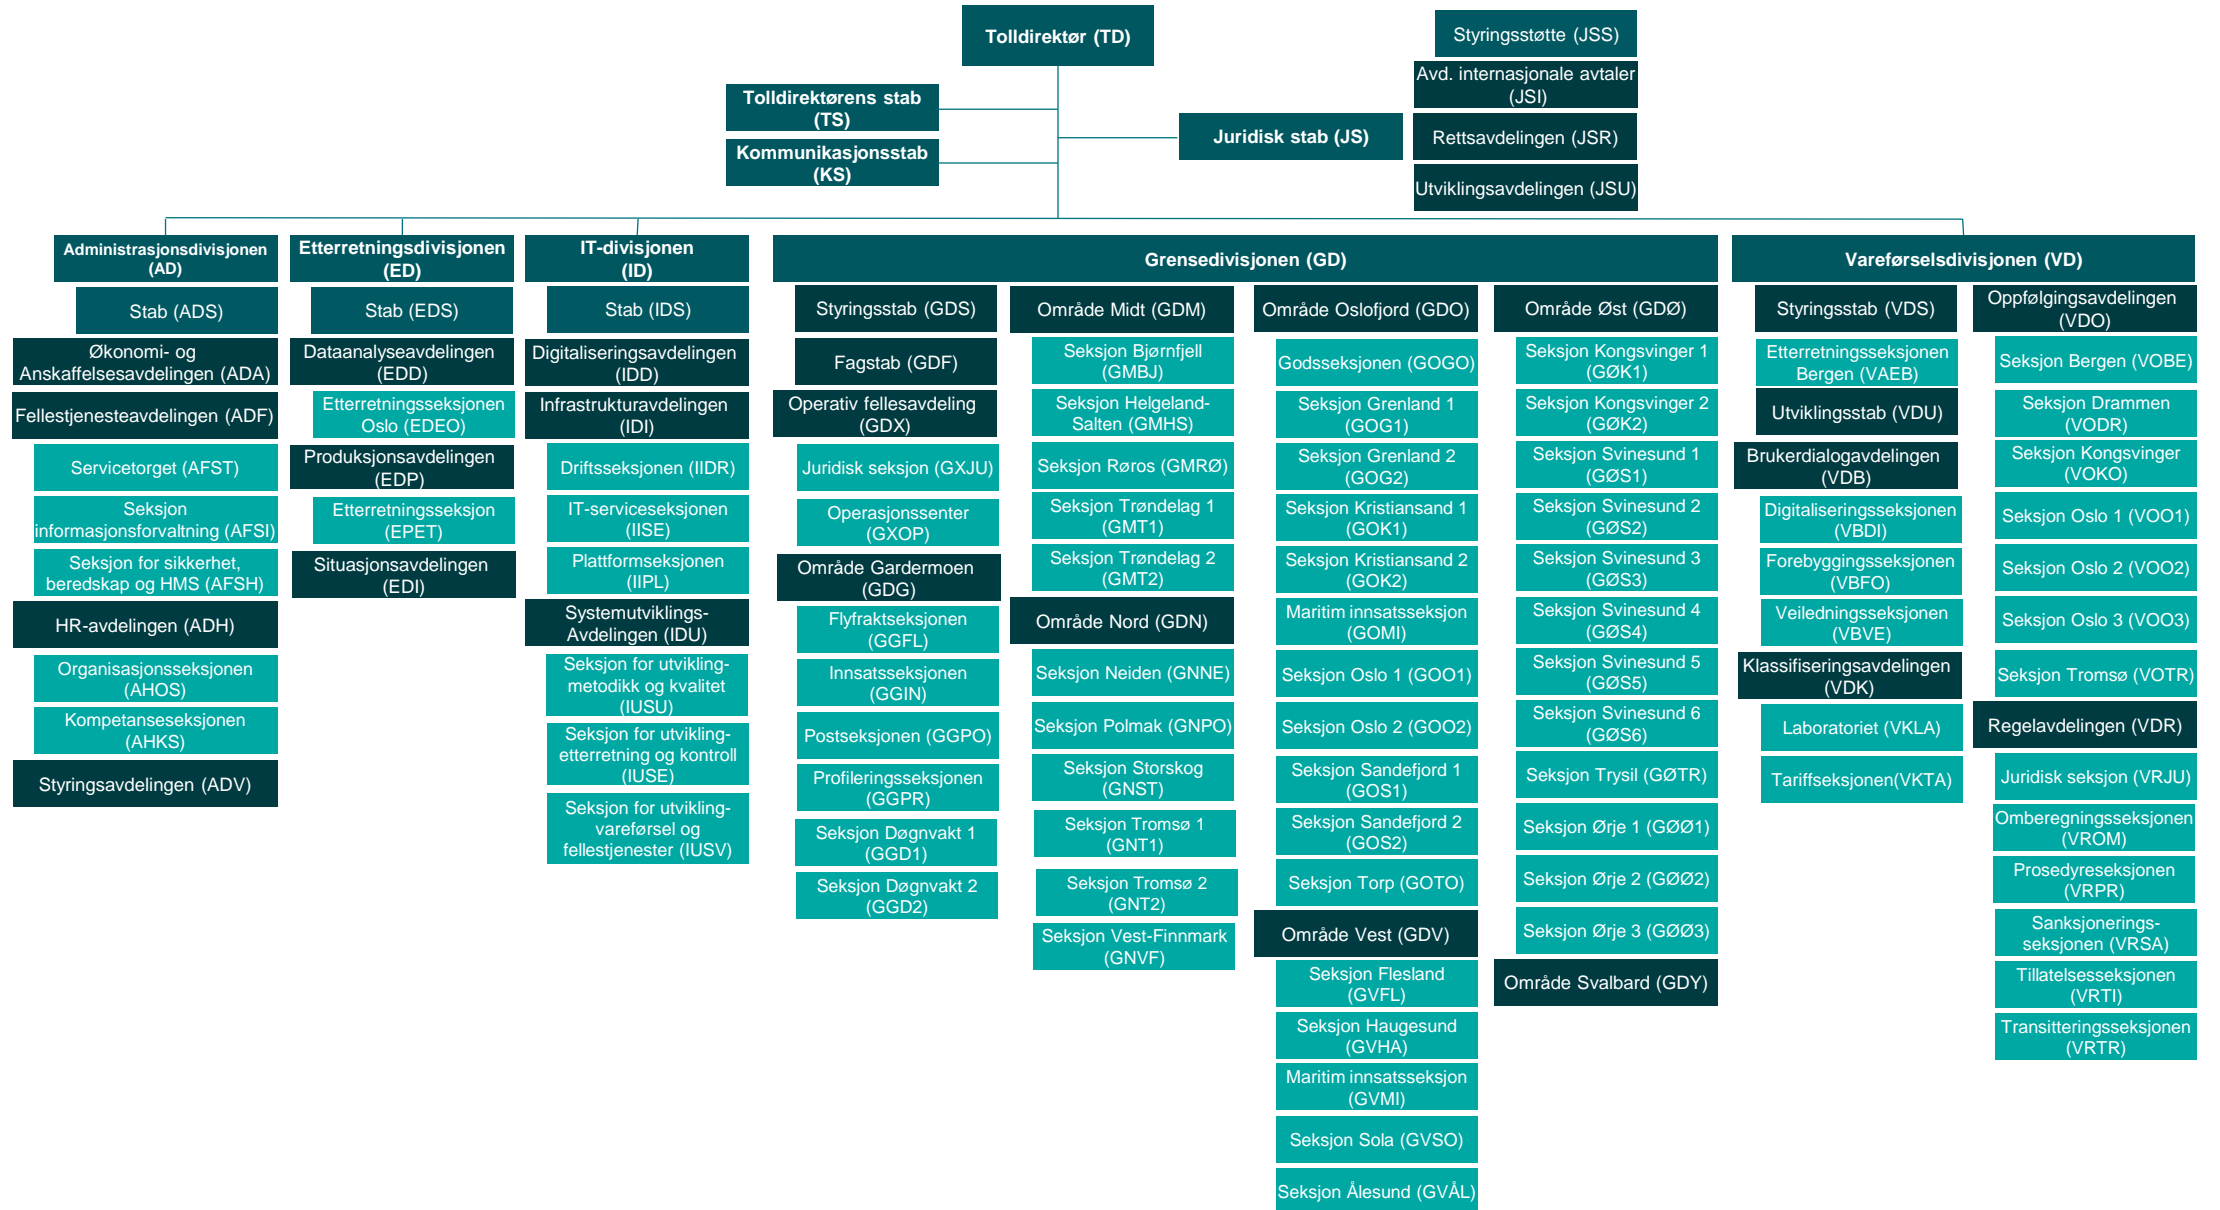 Tolldirektør (TD)
Tolldirektørens stab
(TS)
Kommunikasjonsstab
(KS)
Juridisk stab (JS)
Styringsstøtte (JSS)
Avd. internasjonale avtaler
(JSI)
Rettsavdelingen (JSR)
Utviklingsavdelingen (JSU)
Administrasjonsdivisjonen
(AD)
Stab (ADS)
Økonomi- og
Anskaffelsesavdelingen (ADA)
Fellestjenesteavdelingen (ADF)
Servicetorget (AFST)
Seksjon
informasjonsforvaltning (AFSI)
Seksjon for sikkerhet,
beredskap og HMS (AFSH)
HR-avdelingen (ADH)
Organisasjonsseksjonen
(AHOS)
Kompetanseseksjonen
(AHKS)
Styringsavdelingen (ADV)
Etterretningsdivisjonen
(ED)
Stab (EDS)
Dataanalyseavdelingen
(EDD)
Etterretningsseksjonen
Oslo (EDEO)
Produksjonsavdelingen
(EDP)
Etterretningsseksjon
(EPET)
Situasjonsavdelingen
(EDI)
IT-divisjonen
(ID)
Stab (IDS)
Digitaliseringsavdelingen
(IDD)
Infrastrukturavdelingen
(IDI)
Driftsseksjonen (IIDR)
IT-serviceseksjonen
(IISE)
Plattformseksjonen
(IIPL)
Systemutviklings-
Avdelingen (IDU)
Seksjon for utvikling-
metodikk og kvalitet
(IUSU)
Seksjon for utvikling-
etterretning og kontroll
(IUSE)
Seksjon for utvikling-
vareførsel og
fellestjenester (IUSV)
Grensedivisjonen (GD)
Styringsstab (GDS)
Fagstab (GDF)
Operativ fellesavdeling
(GDX)
Juridisk seksjon (GXJU)
Operasjonssenter
(GXOP)
Område Gardermoen
(GDG)
Flyfraktseksjonen
(GGFL)
Innsatsseksjonen
(GGIN)
Postseksjonen (GGPO)
Profileringsseksjonen
(GGPR)
Seksjon Døgnvakt 1
(GGD1)
Seksjon Døgnvakt 2
(GGD2)
Område Midt (GDM)
Seksjon Bjørnfjell
(GMBJ)
Seksjon Helgeland-
Salten (GMHS)
Seksjon Røros (GMRØ)
Seksjon Trøndelag 1
(GMT1)
Seksjon Trøndelag 2
(GMT2)
Område Nord (GDN)
Seksjon Neiden (GNNE)
Seksjon Polmak (GNPO)
Seksjon Storskog
(GNST)
Seksjon Tromsø 1
(GNT1)
Seksjon Tromsø 2
(GNT2)
Seksjon Vest-Finnmark
(GNVF)
Område Oslofjord (GDO)
Godsseksjonen (GOGO)
Seksjon Grenland 1
(GOG1)
Seksjon Grenland 2
(GOG2)
Seksjon Kristiansand 1
(GOK1)
Seksjon Kristiansand 2
(GOK2)
Maritim innsatsseksjon
(GOMI)
Seksjon Oslo 1 (GOO1)
Seksjon Oslo 2 (GOO2)
Seksjon Sandefjord 1
(GOS1)
Seksjon Sandefjord 2
(GOS2)
Seksjon Torp (GOTO)
Område Vest (GDV)
Seksjon Flesland
(GVFL)
Seksjon Haugesund
(GVHA)
Maritim innsatsseksjon
(GVMI)
Seksjon Sola (GVSO)
Seksjon Ålesund (GVÅL)
Område Øst (GDØ)
Seksjon Kongsvinger 1
(GØK1)
Seksjon Kongsvinger 2
(GØK2)
Seksjon Svinesund 1
(GØS1)
Seksjon Svinesund 2
(GØS2)
Seksjon Svinesund 3
(GØS3)
Seksjon Svinesund 4
(GØS4)
Seksjon Svinesund 5
(GØS5)
Seksjon Svinesund 6
(GØS6)
Seksjon Trysil (GØTR)
Seksjon Ørje 1 (GØØ1)
Seksjon Ørje 2 (GØØ2)
Seksjon Ørje 3 (GØØ3)
Område Svalbard (GDY)
Vareførselsdivisjonen (VD)
Styringsstab (VDS)
Etterretningsseksjonen
Bergen (VAEB)
Utviklingsstab (VDU)
Brukerdialogavdelingen
(VDB)
Digitaliseringsseksjonen
(VBDI)
Forebyggingsseksjonen
(VBFO)
Veiledningsseksjonen
(VBVE)
Klassifiseringsavdelingen
(VDK)
Laboratoriet (VKLA)
Tariffseksjonen(VKTA)
Oppfølgingsavdelingen
(VDO)
Seksjon Bergen (VOBE)
Seksjon Drammen
(VODR)
Seksjon Kongsvinger
(VOKO)
Seksjon Oslo 1 (VOO1)
Seksjon Oslo 2 (VOO2)
Seksjon Oslo 3 (VOO3)
Seksjon Tromsø (VOTR)
Regelavdelingen (VDR)
Juridisk seksjon (VRJU)
Omberegningsseksjonen
(VROM)
Prosedyreseksjonen
(VRPR)
Sanksjonerings-
seksjonen (VRSA)
Tillatelsesseksjonen
(VRTI)
Transitteringsseksjonen
(VRTR)